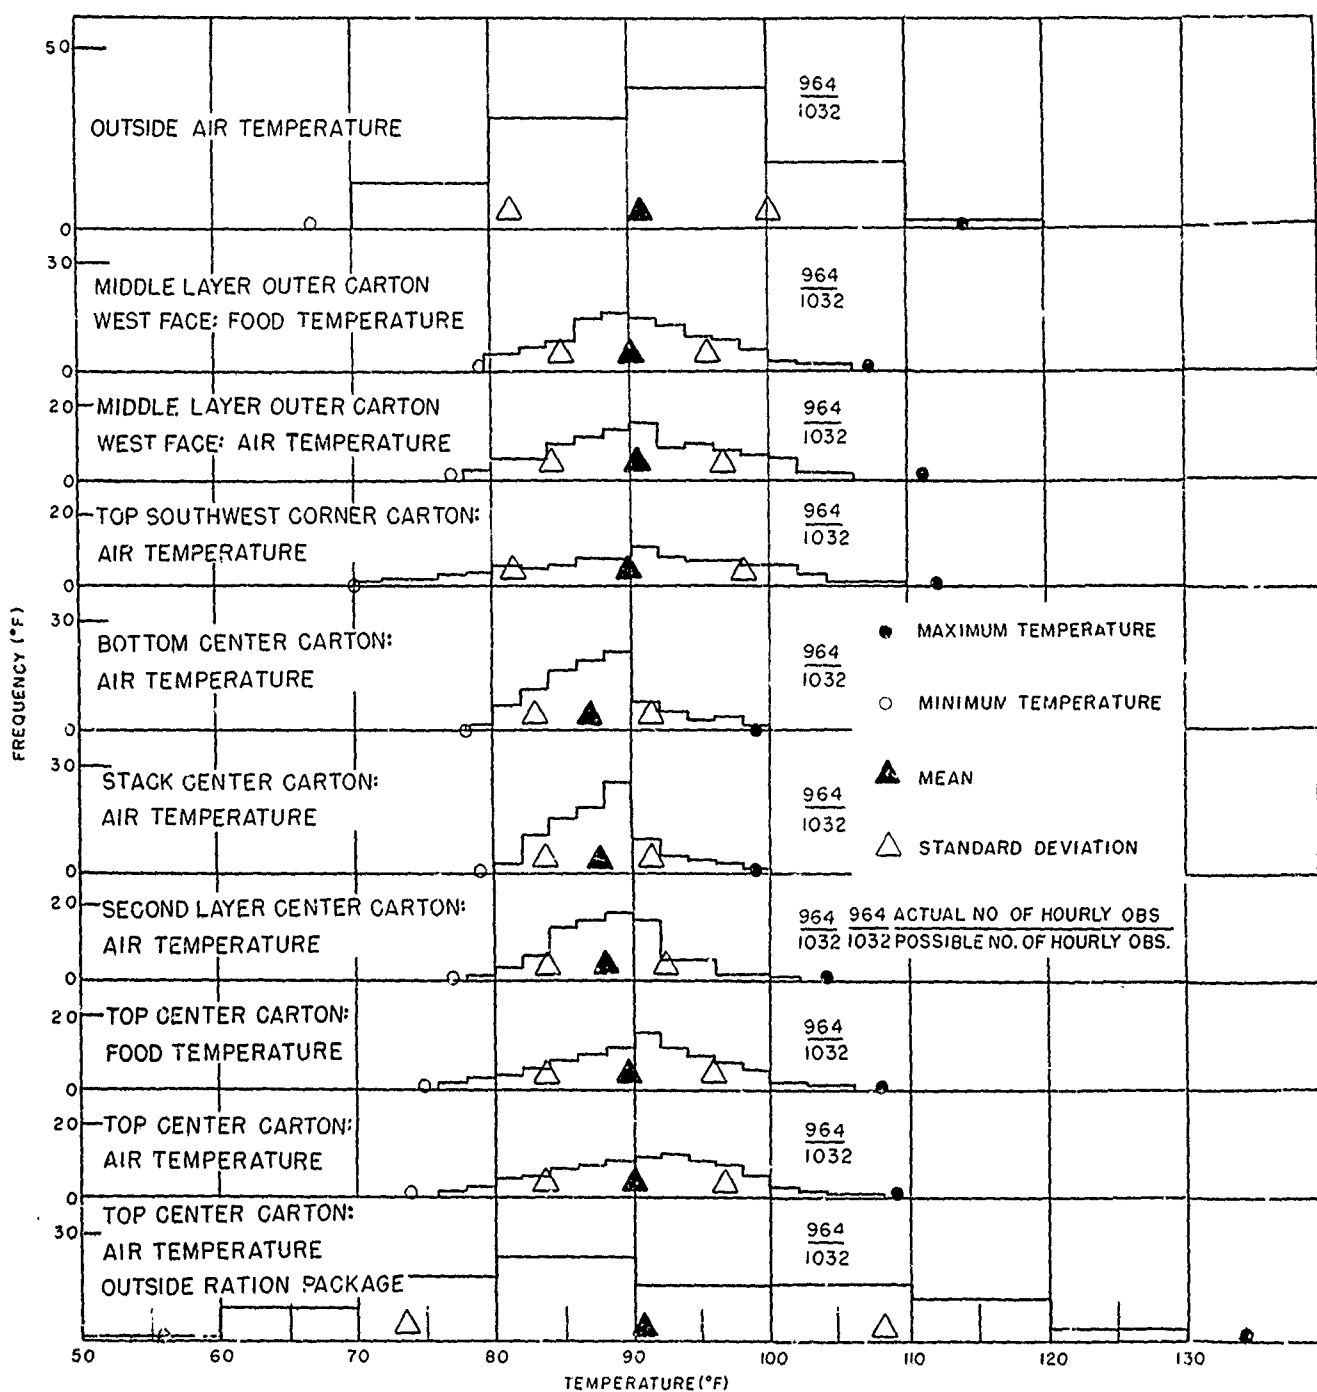 50
OUTSIDE AIR TEMPERATURE
964
1032
0
30
MIDDLE LAYER OUTER CARTON
WEST FACE: FOOD TEMPERATURE
964
1032
0
20
MIDDLE LAYER OUTER CARTON
WEST FACE: AIR TEMPERATURE
964
1032
0
20
TOP SOUTHWEST CORNER CARTON:
AIR TEMPERATURE
964
1032
0
30
BOTTOM CENTER CARTON:
AIR TEMPERATURE
964
1032
0
30
STACK CENTER CARTON:
AIR TEMPERATURE
964
1032
0
20
SECOND LAYER CENTER CARTON:
AIR TEMPERATURE
964
1032
0
20
TOP CENTER CARTON:
FOOD TEMPERATURE
964
1032
0
20
TOP CENTER CARTON:
AIR TEMPERATURE
964
1032
0
30
TOP CENTER CARTON:
AIR TEMPERATURE
OUTSIDE RATION PACKAGE
964
1032
MAXIMUM TEMPERATURE
MINIMUM TEMPERATURE
MEAN
STANDARD DEVIATION
964 ACTUAL NO OF HOURLY OBS
1032 POSSIBLE NO. OF HOURLY OBS.
FREQUENCY (°F)
50 60 70 80 90 100 110 120 130
TEMPERATURE (°F)